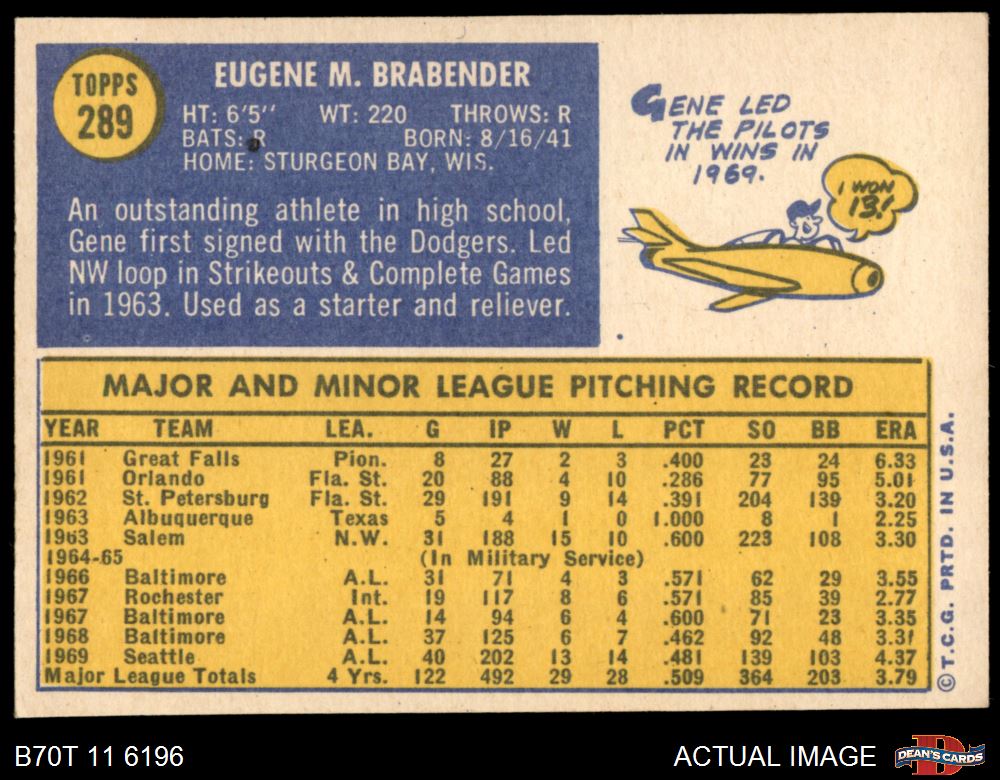 TOPPS
289
EUGENE M. BRABENDER
HT: 6'5'' WT: 220 THROWS: R
BATS: R BORN: 8/16/41
HOME: STURGEON BAY, WIS.
An outstanding athlete in high school,
Gene first signed with the Dodgers. Led
NW loop in Strikeouts & Complete Games
in 1963. Used as a starter and reliever.
GENE LED
THE PILOTS
IN WINS IN
1969.
I WON
13!
MAJOR AND MINOR LEAGUE PITCHING RECORD
YEAR TEAM LEA. G IP W L PCT SO BB ERA
1961 Great Falls Pion. 8 27 2 3 .400 23 24 6.33
1961 Orlando Fla. St. 20 88 4 10 .286 77 95 5.01
1962 St. Petersburg Fla. St. 29 191 9 14 .391 204 139 3.20
1963 Albuquerque Texas 5 4 1 0 1.000 8 1 2.25
1963 Salem N.W. 31 188 15 10 .600 223 108 3.30
1964-65 (In Military Service)
1966 Baltimore A.L. 31 71 4 3 .571 62 29 3.55
1967 Rochester Int. 19 117 8 6 .571 85 39 2.77
1967 Baltimore A.L. 14 94 6 4 .600 71 23 3.35
1968 Baltimore A.L. 37 125 6 7 .462 92 48 3.31
1969 Seattle A.L. 40 202 13 14 .481 139 103 4.37
Major League Totals 4 Yrs. 122 492 29 28 .509 364 203 3.79
©T.C.G. PRTD. IN U.S.A.
B70T 11 6196
ACTUAL IMAGE
D
DEAN'S CARDS